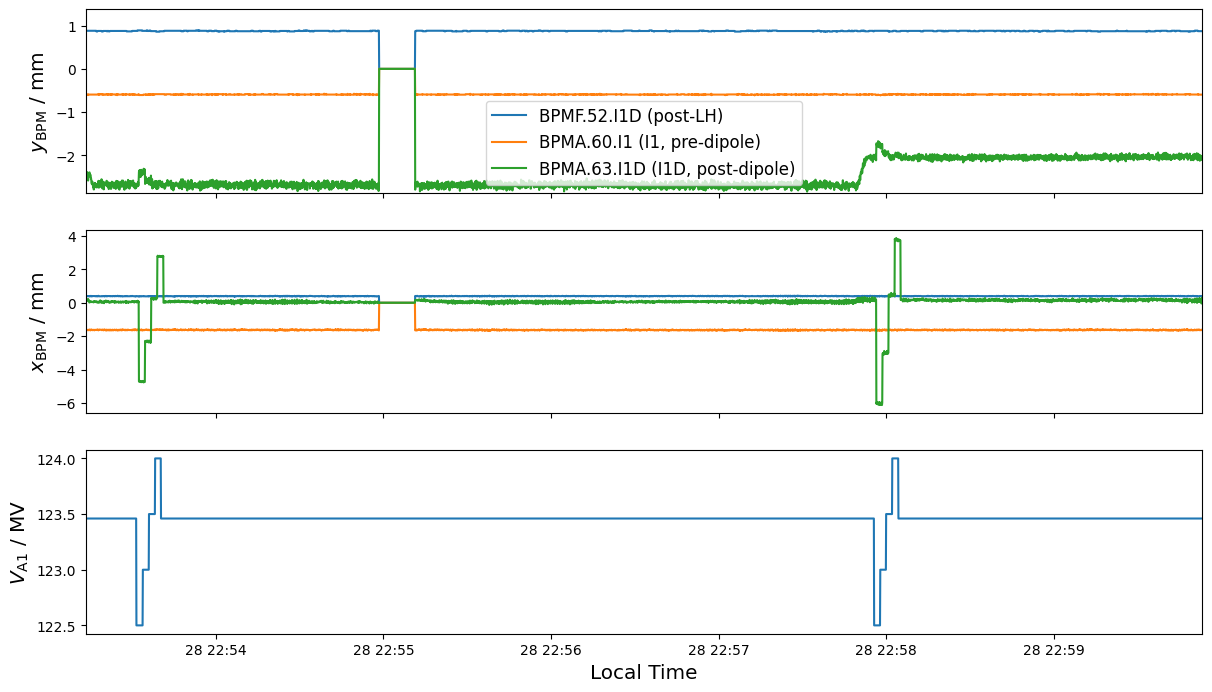 1
0
−1
−2
y_BPM / mm
BPMF.52.I1D (post-LH)
BPMA.60.I1 (I1, pre-dipole)
BPMA.63.I1D (I1D, post-dipole)
4
2
0
−2
−4
−6
x_BPM / mm
124.0
123.5
123.0
122.5
V_A1 / MV
28 22:54 28 22:55 28 22:56 28 22:57 28 22:58 28 22:59
Local Time